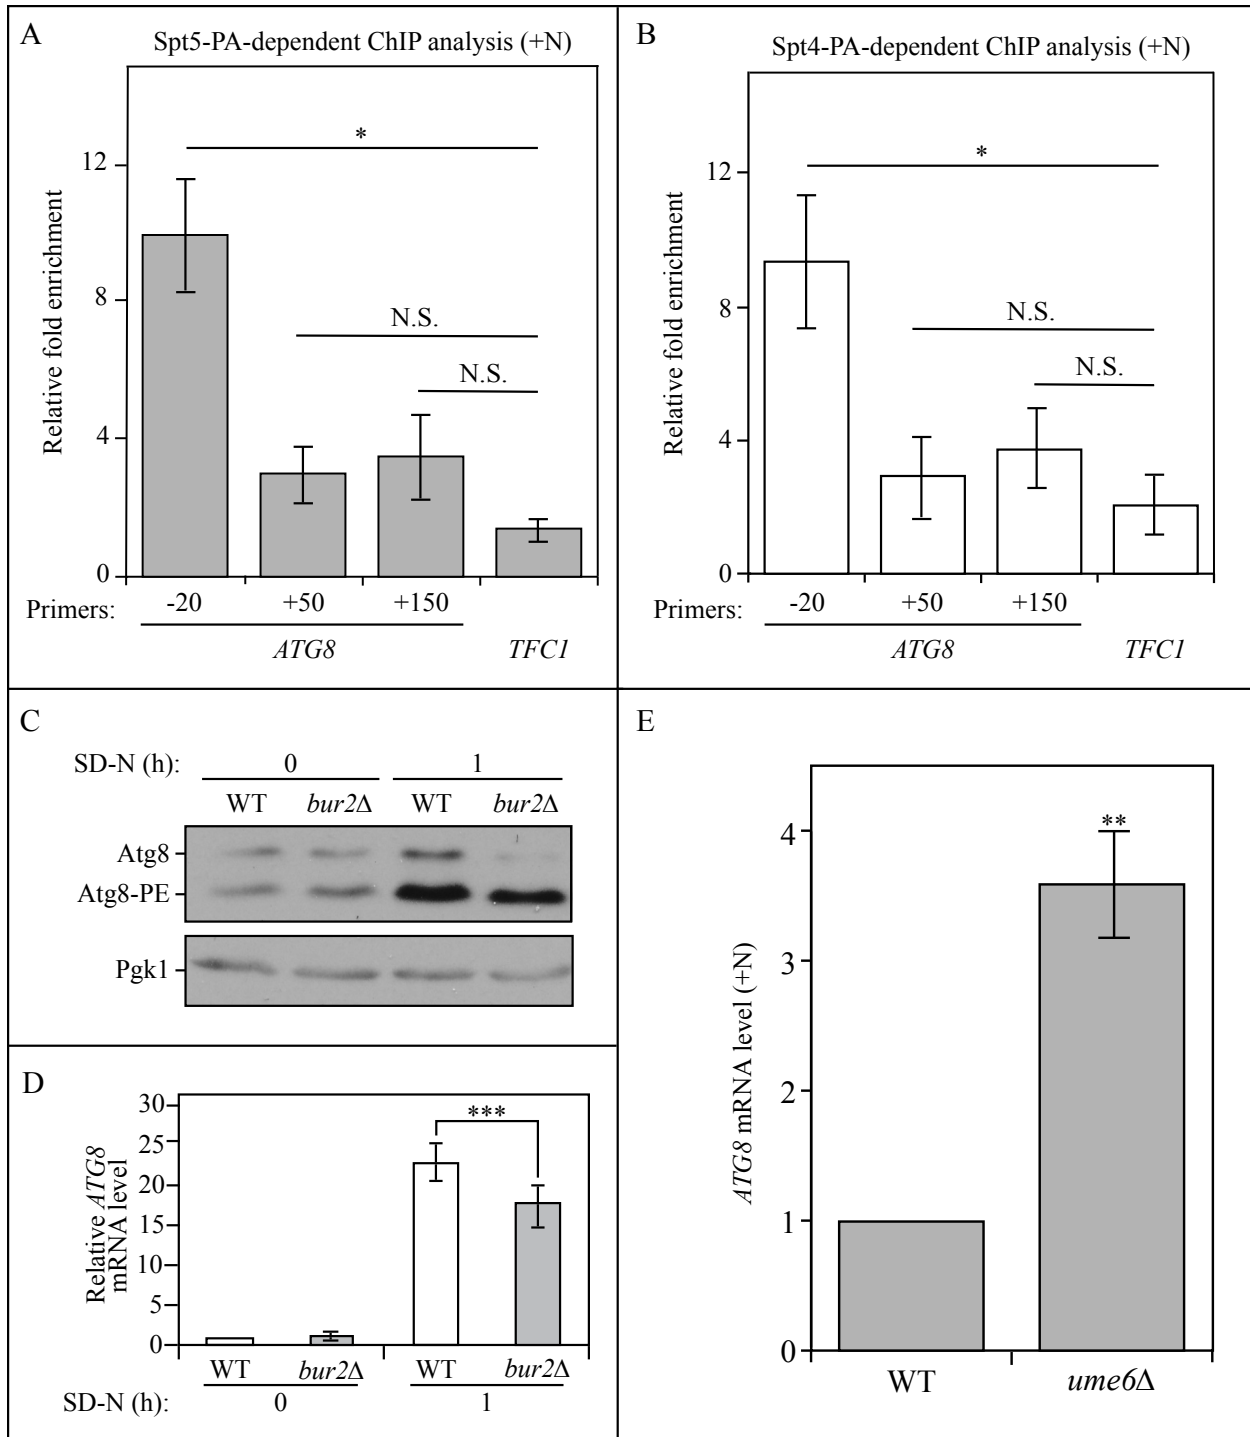 A
Spt5-PA-dependent ChIP analysis (+N)
Relative fold enrichment
12
8
4
0
*
N.S.
N.S.
Primers: -20 +50 +150
ATG8 TFC1
B
Spt4-PA-dependent ChIP analysis (+N)
Relative fold enrichment
12
8
4
0
*
N.S.
N.S.
Primers: -20 +50 +150
ATG8 TFC1
C
SD-N (h): 0 1
WT bur2Δ WT bur2Δ
Atg8
Atg8-PE
Pgk1
D
Relative ATG8
mRNA level
30
25
20
15
10
5
0
***
WT bur2Δ WT bur2Δ
SD-N (h): 0 1
E
ATG8 mRNA level (+N)
4
3
2
1
0
**
WT ume6Δ